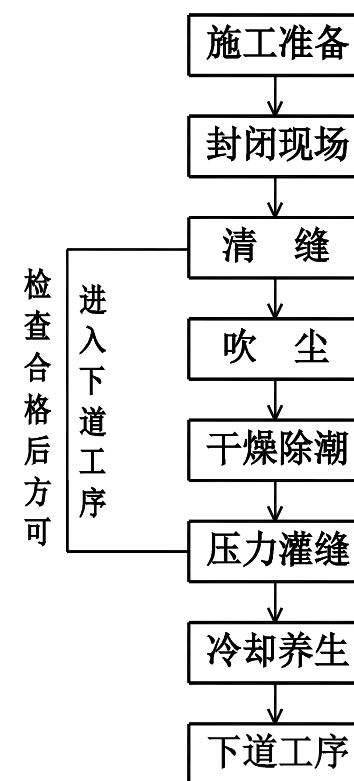 施工准备
封闭现场
清 缝
检查合格后方可
进入下道工序
吹 尘
干燥除潮
压力灌缝
冷却养生
下道工序